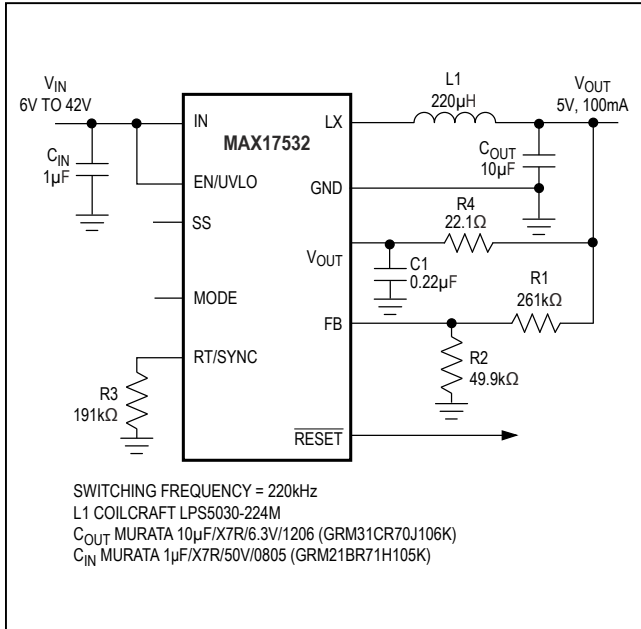 V_IN
6V TO 42V
C_IN
1µF
IN
EN/UVLO
SS
MODE
RT/SYNC
R3
191kΩ
MAX17532
LX
GND
V_OUT
FB
RESET
L1
220µH
V_OUT
5V, 100mA
C_OUT
10µF
R4
22.1Ω
C1
0.22µF
R1
261kΩ
R2
49.9kΩ
SWITCHING FREQUENCY = 220kHz
L1 COILCRAFT LPS5030-224M
C_OUT MURATA 10µF/X7R/6.3V/1206 (GRM31CR70J106K)
C_IN MURATA 1µF/X7R/50V/0805 (GRM21BR71H105K)